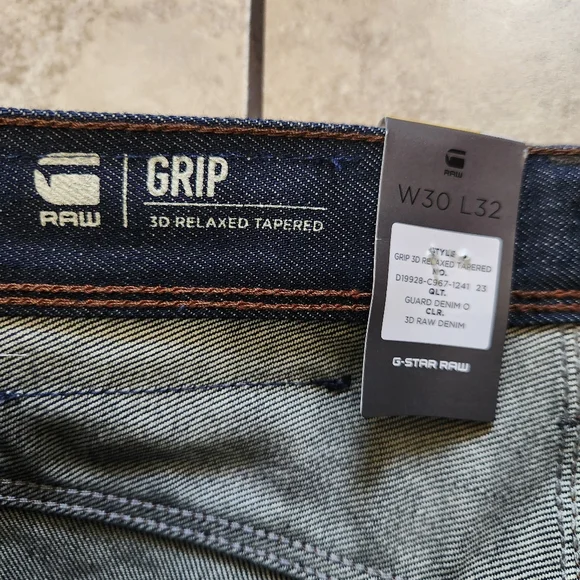 GRIP
RAW
3D RELAXED TAPERED
RAW
W30 L32
STYLE
GRIP 3D RELAXED TAPERED
NO.
D19928-C967-1241 23
QLT.
GUARD DENIM O
CLR.
3D RAW DENIM
G-STAR RAW